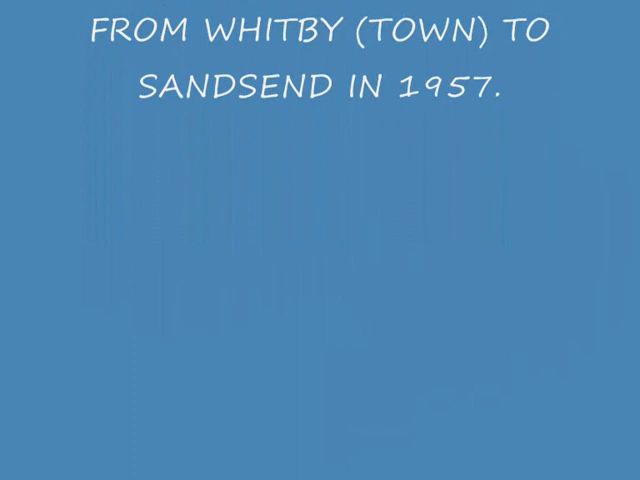 FROM WHITBY (TOWN) TO
SANDSEND IN 1957.